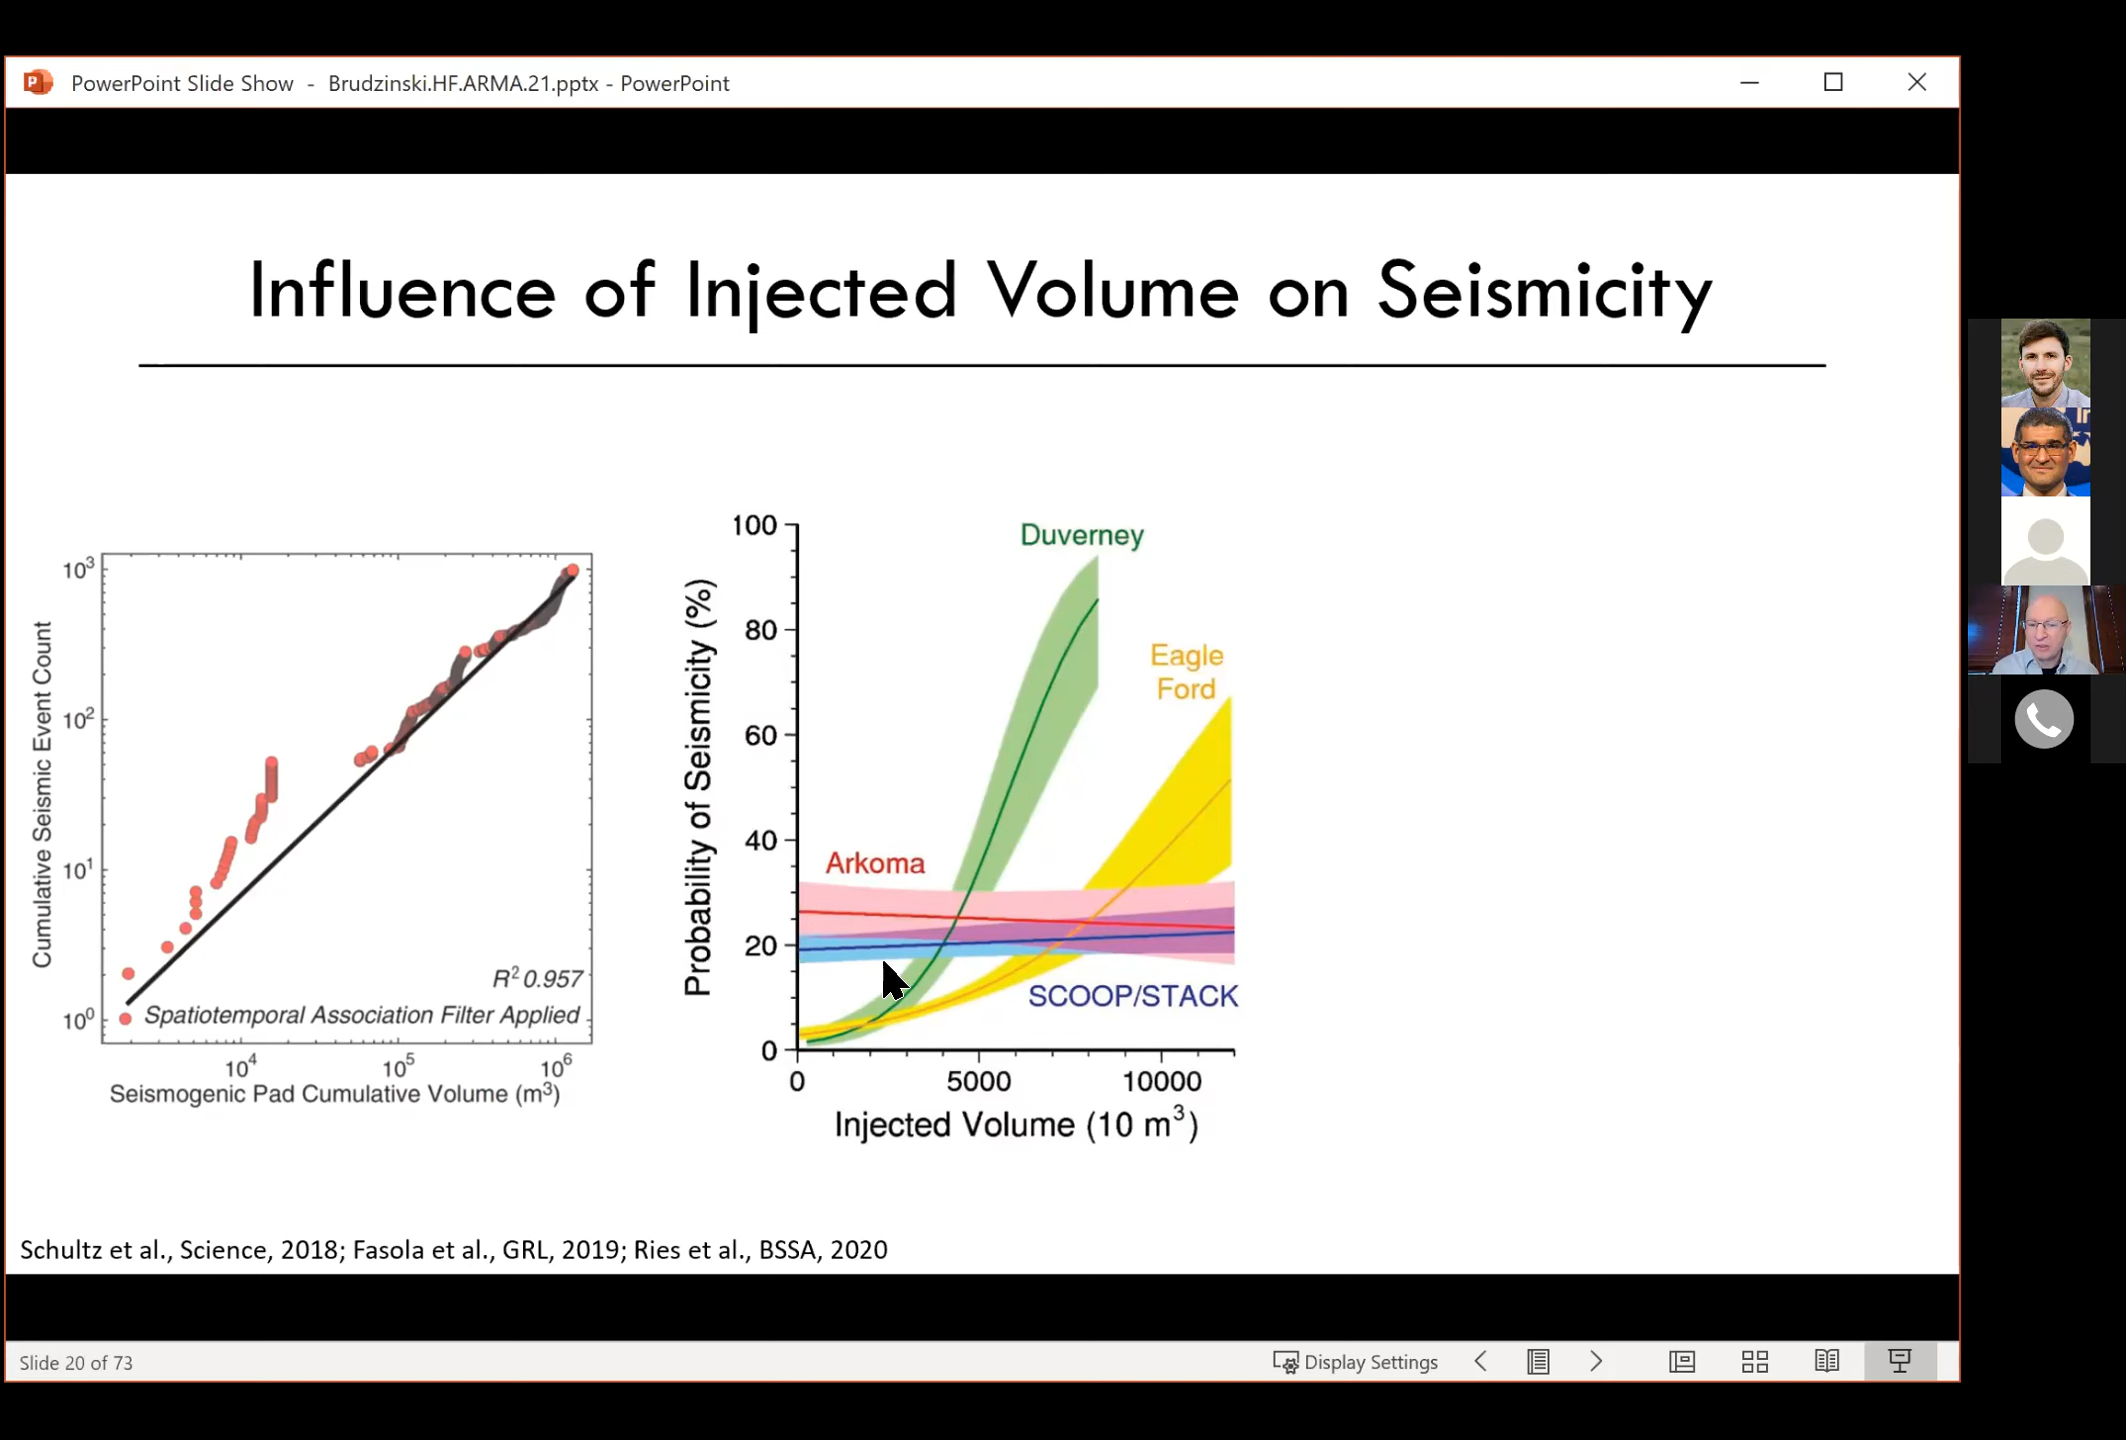 PowerPoint Slide Show - Brudzinski.HF.ARMA.21.pptx - PowerPoint
Influence of Injected Volume on Seismicity
Cumulative Seismic Event Count
10³
10²
10¹
10⁰
R² 0.957
Spatiotemporal Association Filter Applied
10⁴ 10⁵ 10⁶
Seismogenic Pad Cumulative Volume (m³)
Probability of Seismicity (%)
100
80
60
40
20
0
Duverney
Eagle
Ford
Arkoma
SCOOP/STACK
0 5000 10000
Injected Volume (10 m³)
Schultz et al., Science, 2018; Fasola et al., GRL, 2019; Ries et al., BSSA, 2020
Slide 20 of 73
Display Settings